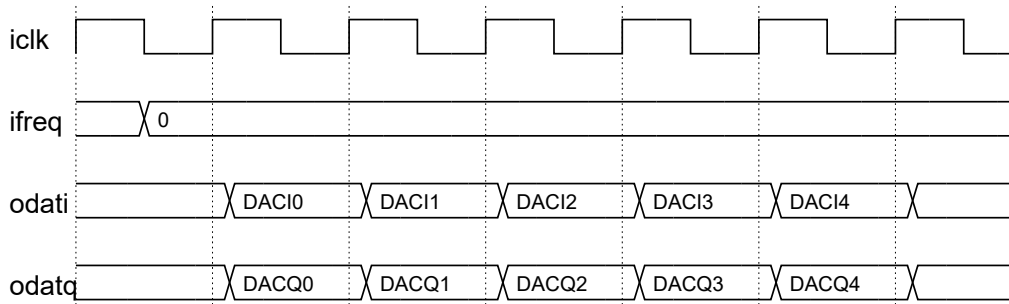 iclk
ifreq 0
odati DACI0 DACI1 DACI2 DACI3 DACI4
odatq DACQ0 DACQ1 DACQ2 DACQ3 DACQ4